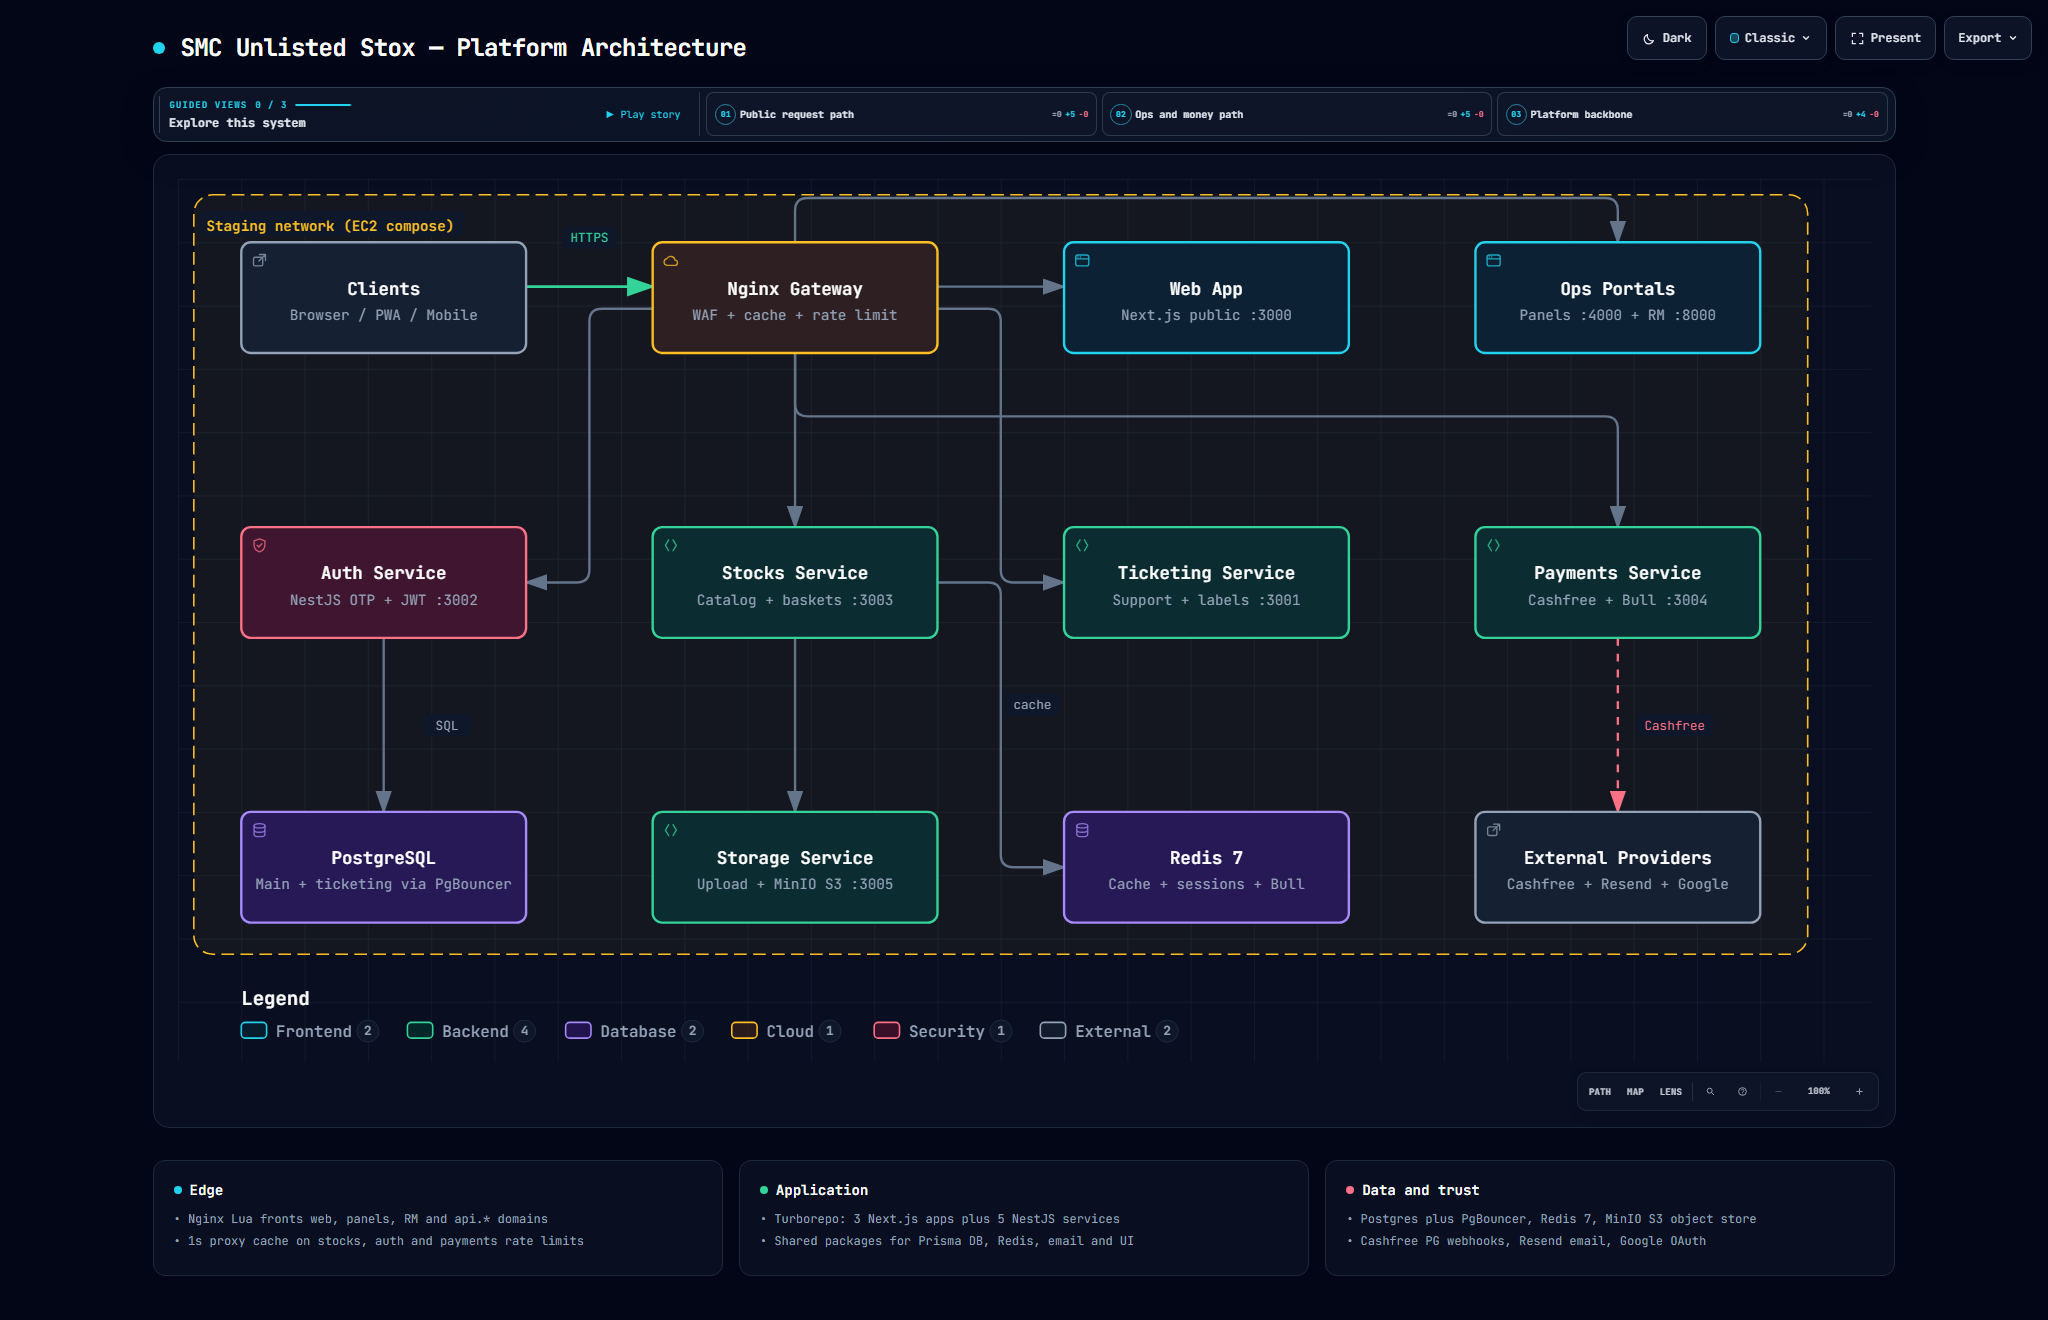 SMC Unlisted Stox — Platform Architecture
Dark
Classic
Present
Export
GUIDED VIEWS 0 / 3
Explore this system
▶ Play story
01 Public request path =0 +5 -0
02 Ops and money path =0 +5 -0
03 Platform backbone =0 +4 -0
Staging network (EC2 compose)
HTTPS
Clients
Browser / PWA / Mobile
Nginx Gateway
WAF + cache + rate limit
Web App
Next.js public :3000
Ops Portals
Panels :4000 + RM :8000
Auth Service
NestJS OTP + JWT :3002
Stocks Service
Catalog + baskets :3003
Ticketing Service
Support + labels :3001
Payments Service
Cashfree + Bull :3004
SQL
cache
Cashfree
PostgreSQL
Main + ticketing via PgBouncer
Storage Service
Upload + MinIO S3 :3005
Redis 7
Cache + sessions + Bull
External Providers
Cashfree + Resend + Google
Legend
Frontend 2
Backend 4
Database 2
Cloud 1
Security 1
External 2
PATH MAP LENS − 100% +
Edge
• Nginx Lua fronts web, panels, RM and api.* domains
• 1s proxy cache on stocks, auth and payments rate limits
Application
• Turborepo: 3 Next.js apps plus 5 NestJS services
• Shared packages for Prisma DB, Redis, email and UI
Data and trust
• Postgres plus PgBouncer, Redis 7, MinIO S3 object store
• Cashfree PG webhooks, Resend email, Google OAuth